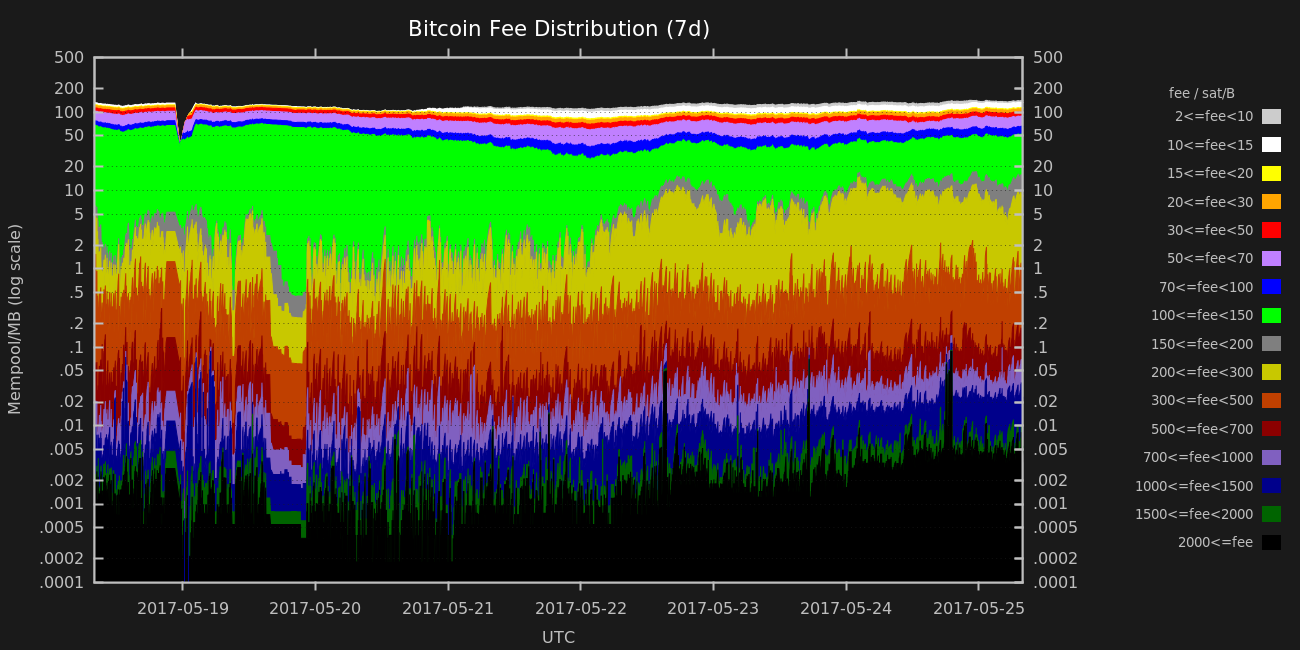 Bitcoin Fee Distribution (7d)
500
200
100
50
20
10
5
2
1
.5
.2
.1
.05
.02
.01
.005
.002
.001
.0005
.0002
.0001
Mempool/MB (log scale)
500
200
100
50
20
10
5
2
1
.5
.2
.1
.05
.02
.01
.005
.002
.001
.0005
.0002
.0001
2017-05-19
2017-05-20
2017-05-21
2017-05-22
2017-05-23
2017-05-24
2017-05-25
UTC
fee / sat/B
2<=fee<10
10<=fee<15
15<=fee<20
20<=fee<30
30<=fee<50
50<=fee<70
70<=fee<100
100<=fee<150
150<=fee<200
200<=fee<300
300<=fee<500
500<=fee<700
700<=fee<1000
1000<=fee<1500
1500<=fee<2000
2000<=fee